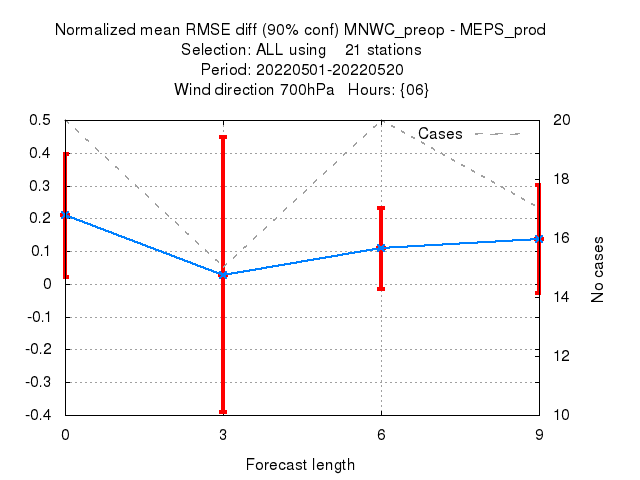 Normalized mean RMSE diff (90% conf) MNWC_preop - MEPS_prod
Selection: ALL using 21 stations
Period: 20220501-20220520
Wind direction 700hPa Hours: {06}
Cases
0.5
0.4
0.3
0.2
0.1
0
-0.1
-0.2
-0.3
-0.4
20
18
16
14
12
10
No cases
0 3 6 9
Forecast length